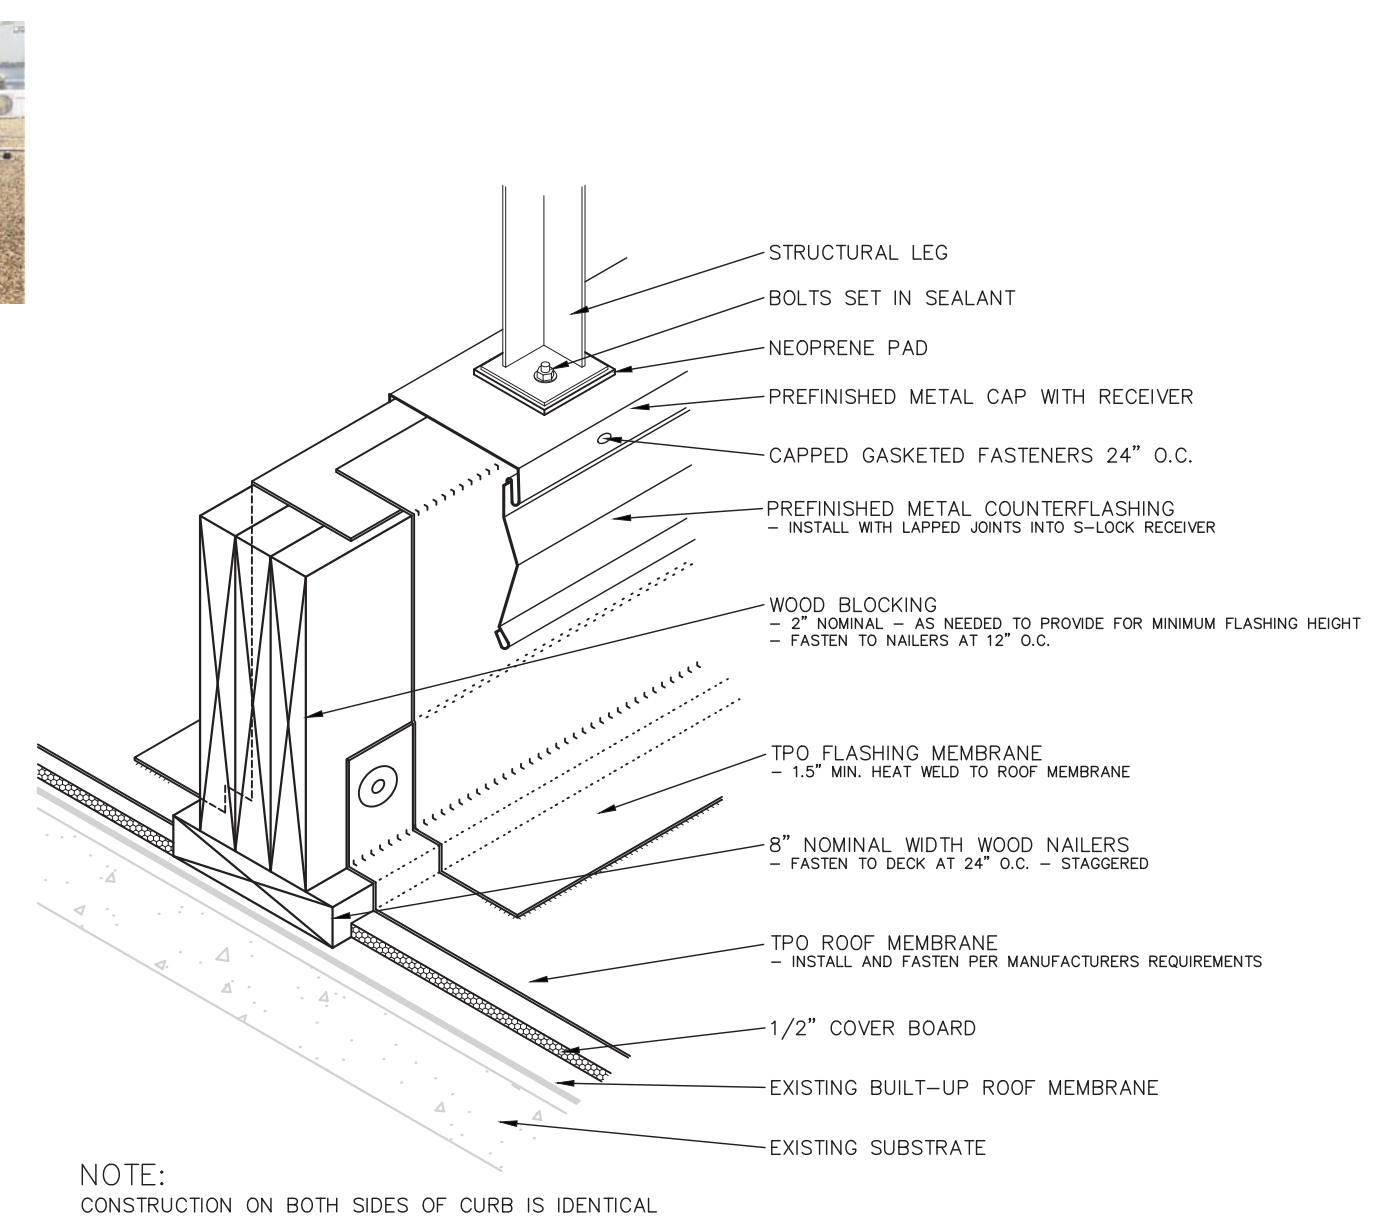 STRUCTURAL LEG
BOLTS SET IN SEALANT
NEOPRENE PAD
PREFINISHED METAL CAP WITH RECEIVER
CAPPED GASKETED FASTENERS 24" O.C.
PREFINISHED METAL COUNTERFLASHING
– INSTALL WITH LAPPED JOINTS INTO S–LOCK RECEIVER
WOOD BLOCKING
– 2" NOMINAL – AS NEEDED TO PROVIDE FOR MINIMUM FLASHING HEIGHT
– FASTEN TO NAILERS AT 12" O.C.
TPO FLASHING MEMBRANE
– 1.5" MIN. HEAT WELD TO ROOF MEMBRANE
8" NOMINAL WIDTH WOOD NAILERS
– FASTEN TO DECK AT 24" O.C. – STAGGERED
TPO ROOF MEMBRANE
– INSTALL AND FASTEN PER MANUFACTURERS REQUIREMENTS
1/2" COVER BOARD
EXISTING BUILT–UP ROOF MEMBRANE
EXISTING SUBSTRATE
NOTE:
CONSTRUCTION ON BOTH SIDES OF CURB IS IDENTICAL